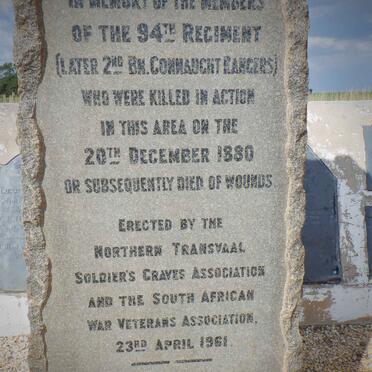 IN MEMORY OF THE MEMBERS
OF THE 94TH REGIMENT
(LATER 2ND BN. CONNAUGHT RANGERS)
WHO WERE KILLED IN ACTION
IN THIS AREA ON THE
20TH DECEMBER 1880
OR SUBSEQUENTLY DIED OF WOUNDS
ERECTED BY THE
NORTHERN TRANSVAAL
SOLDIER'S GRAVES ASSOCIATION
AND THE SOUTH AFRICAN
WAR VETERANS ASSOCIATION.
23RD APRIL 1961